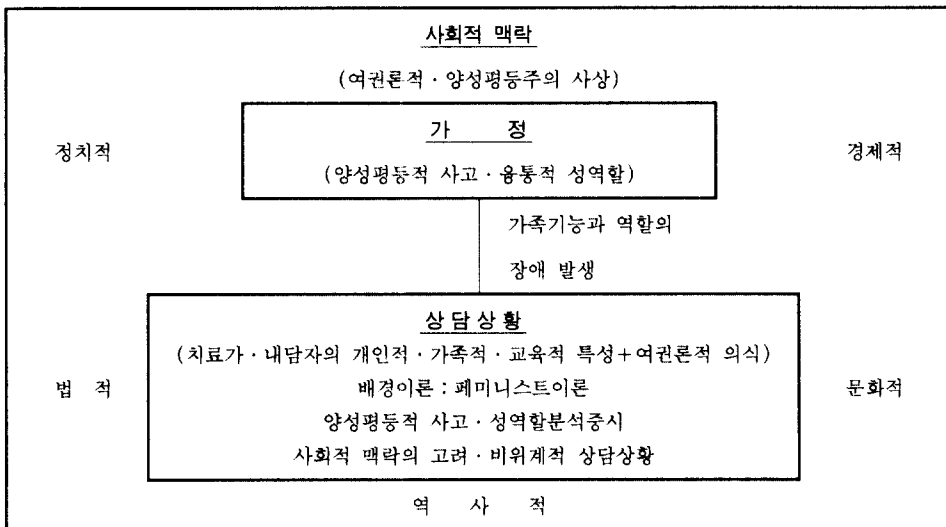 사회적 맥락
(여권론적 · 양성평등주의 사상)
가 정
정치적
경제적
(양성평등적 사고 · 융통적 성역할)
가족기능과 역할의
장애 발생
상담상황
(치료가 · 내담자의 개인적 · 가족적 · 교육적 특성+여권론적 의식)
법 적
배경이론 : 페미니스트이론
문화적
양성평등적 사고 · 성역할분석중시
사회적 맥락의 고려 · 비위계적 상담상황
역 사 적